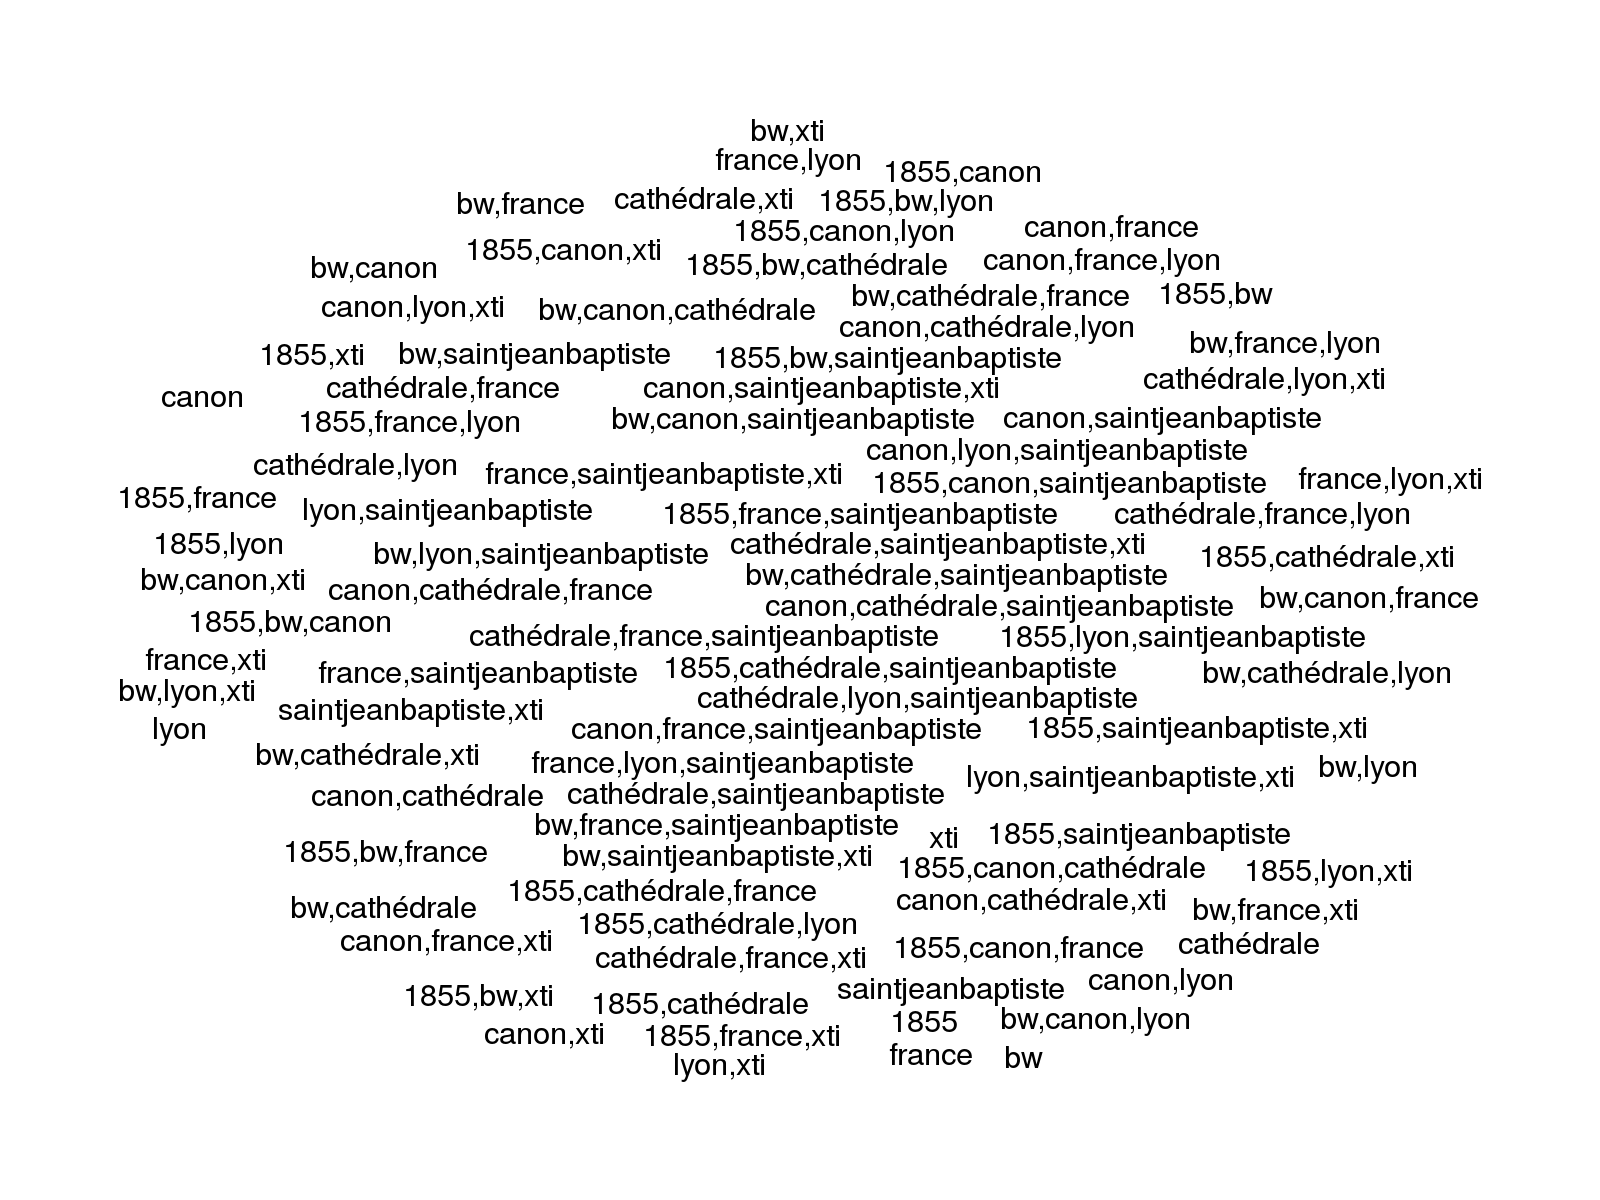 bw,xti
france,lyon
1855,canon
bw,france
cathédrale,xti
1855,bw,lyon
1855,canon,lyon
canon,france
1855,canon,xti
bw,canon
1855,bw,cathédrale
canon,france,lyon
canon,lyon,xti
bw,canon,cathédrale
bw,cathédrale,france
1855,bw
canon,cathédrale,lyon
bw,france,lyon
1855,xti
bw,saintjeanbaptiste
1855,bw,saintjeanbaptiste
cathédrale,lyon,xti
canon
cathédrale,france
canon,saintjeanbaptiste,xti
1855,france,lyon
bw,canon,saintjeanbaptiste
canon,saintjeanbaptiste
canon,lyon,saintjeanbaptiste
cathédrale,lyon
france,saintjeanbaptiste,xti
1855,canon,saintjeanbaptiste
france,lyon,xti
1855,france
lyon,saintjeanbaptiste
1855,france,saintjeanbaptiste
cathédrale,france,lyon
1855,lyon
bw,lyon,saintjeanbaptiste
cathédrale,saintjeanbaptiste,xti
1855,cathédrale,xti
bw,canon,xti
canon,cathédrale,france
bw,cathédrale,saintjeanbaptiste
canon,cathédrale,saintjeanbaptiste
bw,canon,france
1855,bw,canon
cathédrale,france,saintjeanbaptiste
1855,lyon,saintjeanbaptiste
france,xti
france,saintjeanbaptiste
1855,cathédrale,saintjeanbaptiste
bw,cathédrale,lyon
bw,lyon,xti
saintjeanbaptiste,xti
cathédrale,lyon,saintjeanbaptiste
lyon
canon,france,saintjeanbaptiste
1855,saintjeanbaptiste,xti
bw,cathédrale,xti
france,lyon,saintjeanbaptiste
lyon,saintjeanbaptiste,xti
bw,lyon
canon,cathédrale
cathédrale,saintjeanbaptiste
bw,france,saintjeanbaptiste
xti
1855,saintjeanbaptiste
1855,bw,france
bw,saintjeanbaptiste,xti
1855,canon,cathédrale
1855,lyon,xti
1855,cathédrale,france
canon,cathédrale,xti
bw,cathédrale
1855,cathédrale,lyon
bw,france,xti
canon,france,xti
cathédrale,france,xti
1855,canon,france
cathédrale
1855,bw,xti
1855,cathédrale
saintjeanbaptiste
canon,lyon
canon,xti
1855,france,xti
1855
bw,canon,lyon
lyon,xti
france
bw